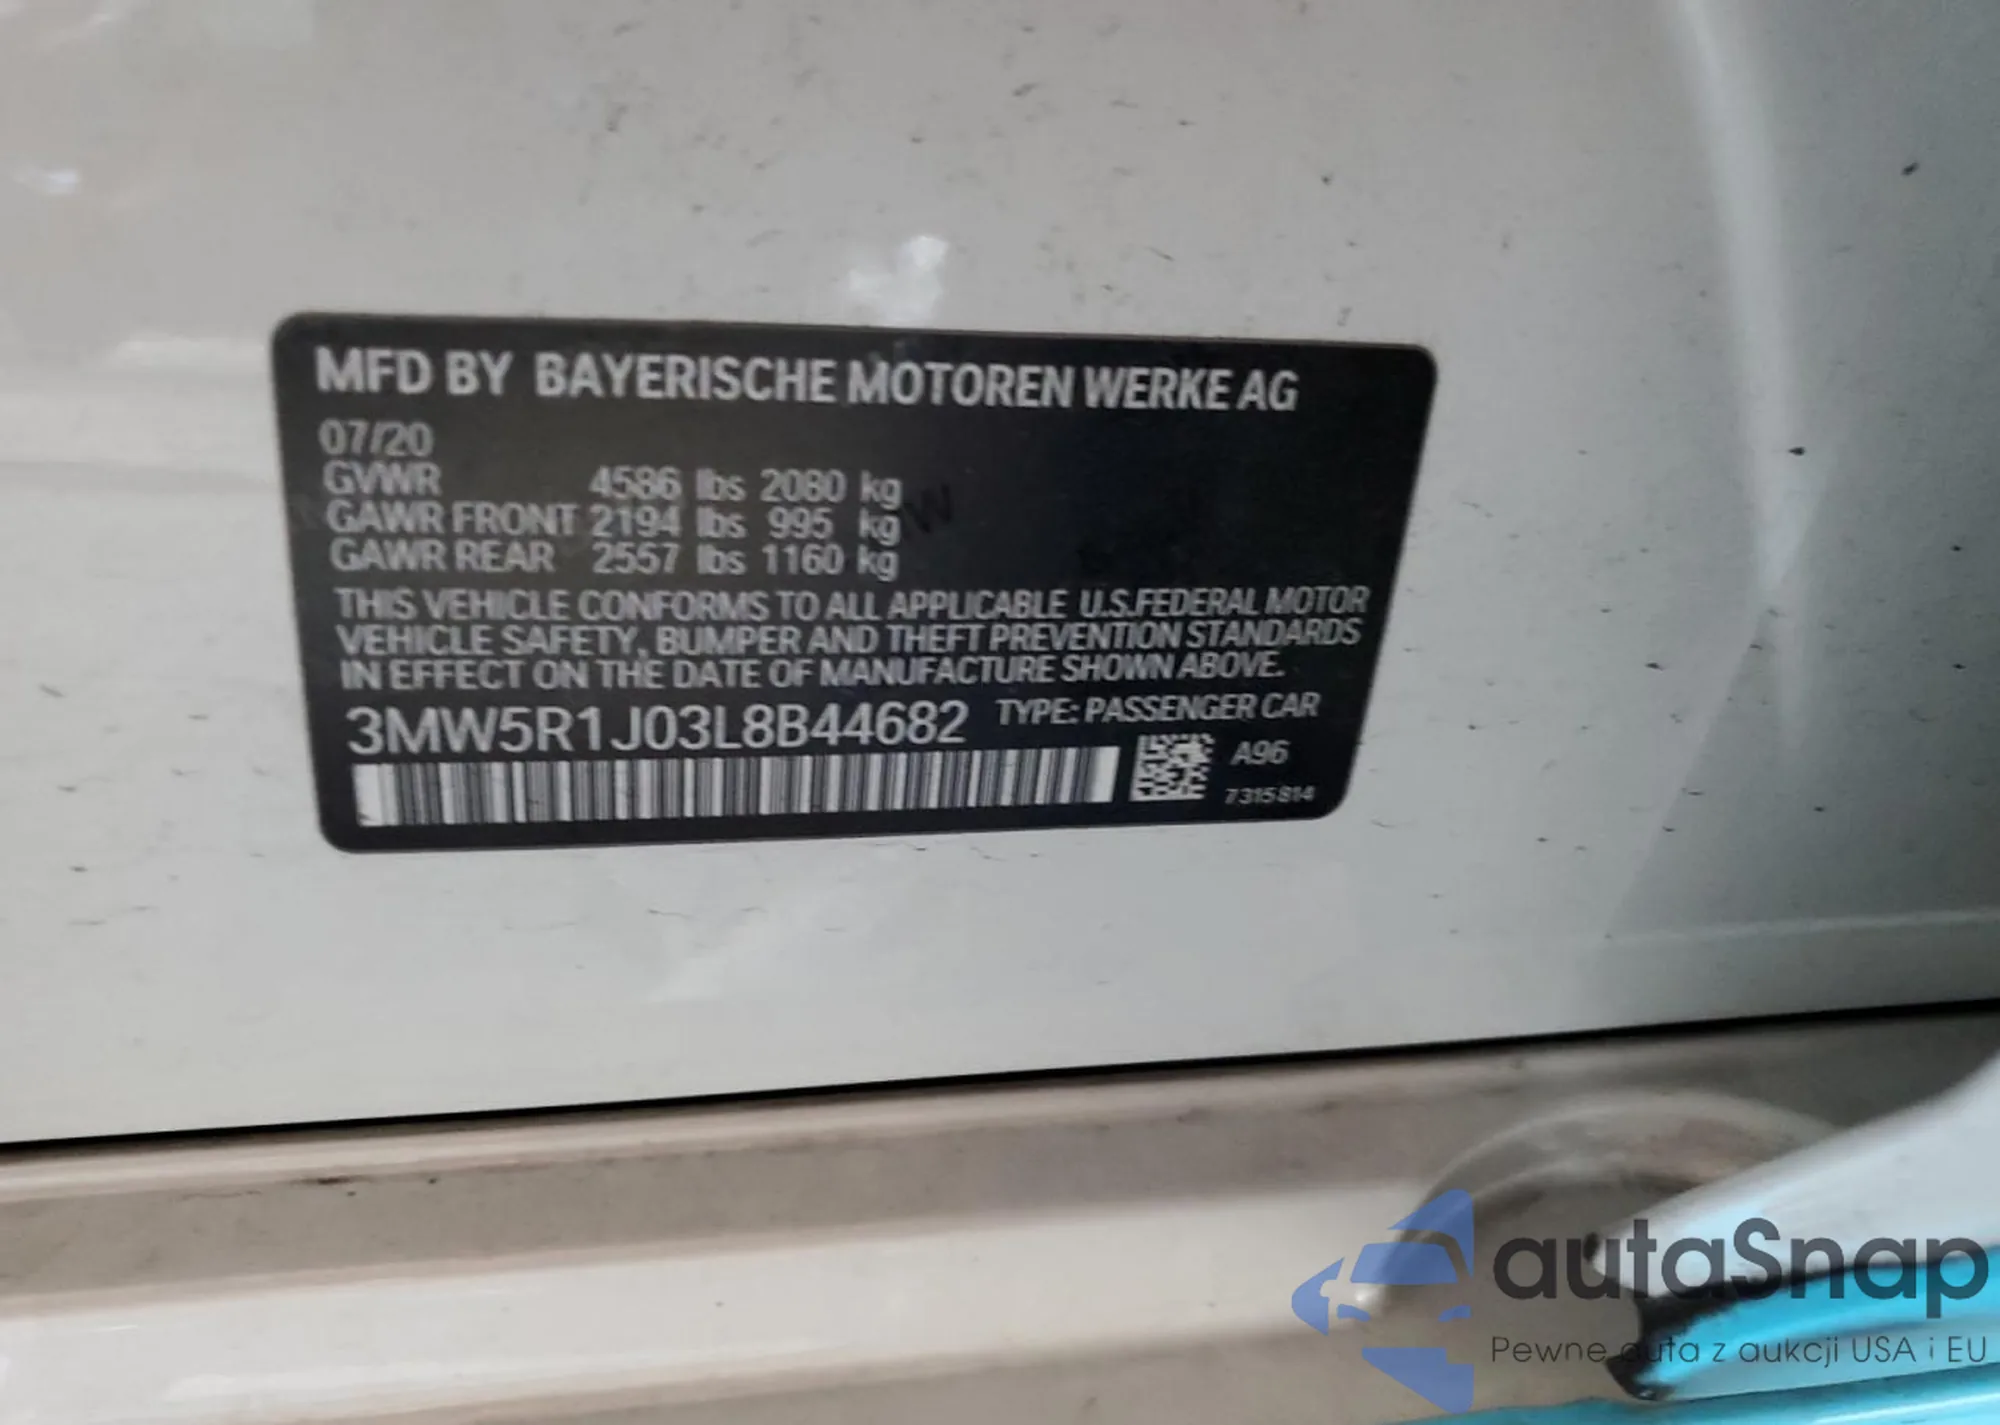 MFD BY BAYERISCHE MOTOREN WERKE AG
07/20
GVWR 4586 lbs 2080 kg
GAWR FRONT 2194 lbs 995 kg
GAWR REAR 2557 lbs 1160 kg
THIS VEHICLE CONFORMS TO ALL APPLICABLE U.S.FEDERAL MOTOR
VEHICLE SAFETY, BUMPER AND THEFT PREVENTION STANDARDS
IN EFFECT ON THE DATE OF MANUFACTURE SHOWN ABOVE.
3MW5R1J03L8B44682 TYPE: PASSENGER CAR
A96
7315814
autaSnap
Pewne auta z aukcji USA i EU